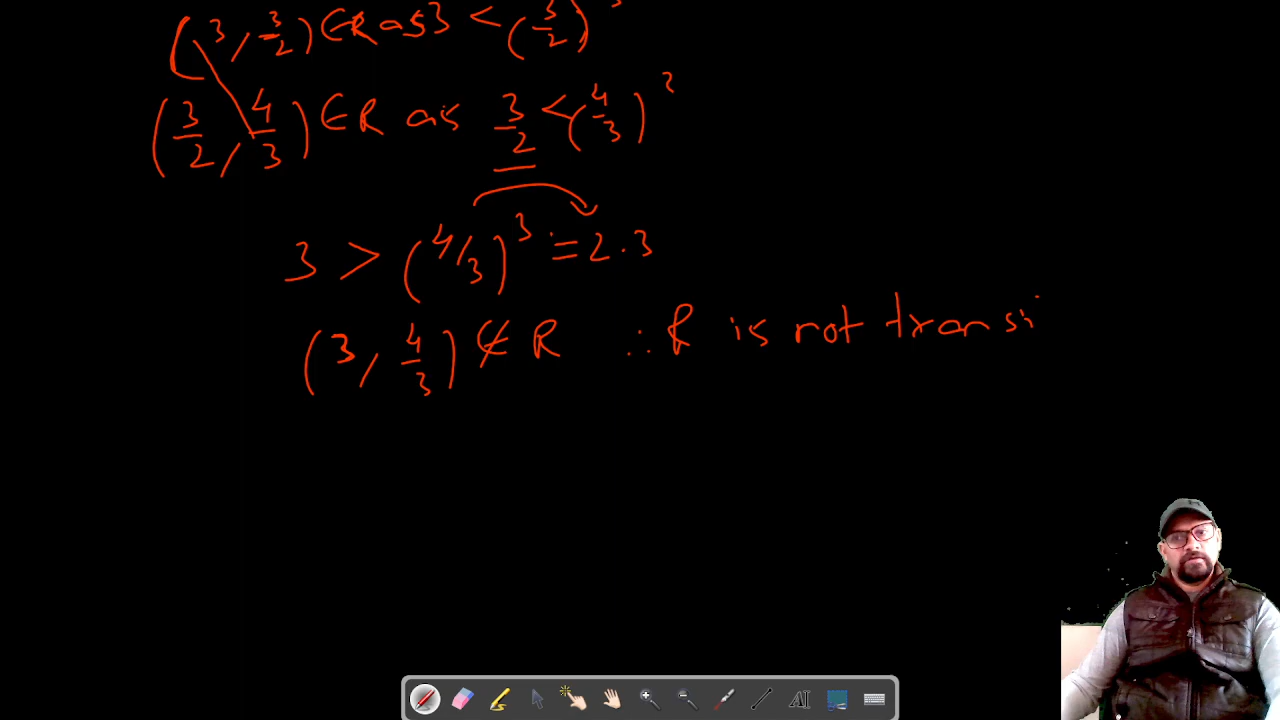 (3, 3/2) ∈ R as 3 < (3/2)³
(3/2, 4/3) ∈ R as 3/2 < (4/3)³
3 > (4/3)³ = 2.3
(3, 4/3) ∉ R ∴ R is not transi
AI